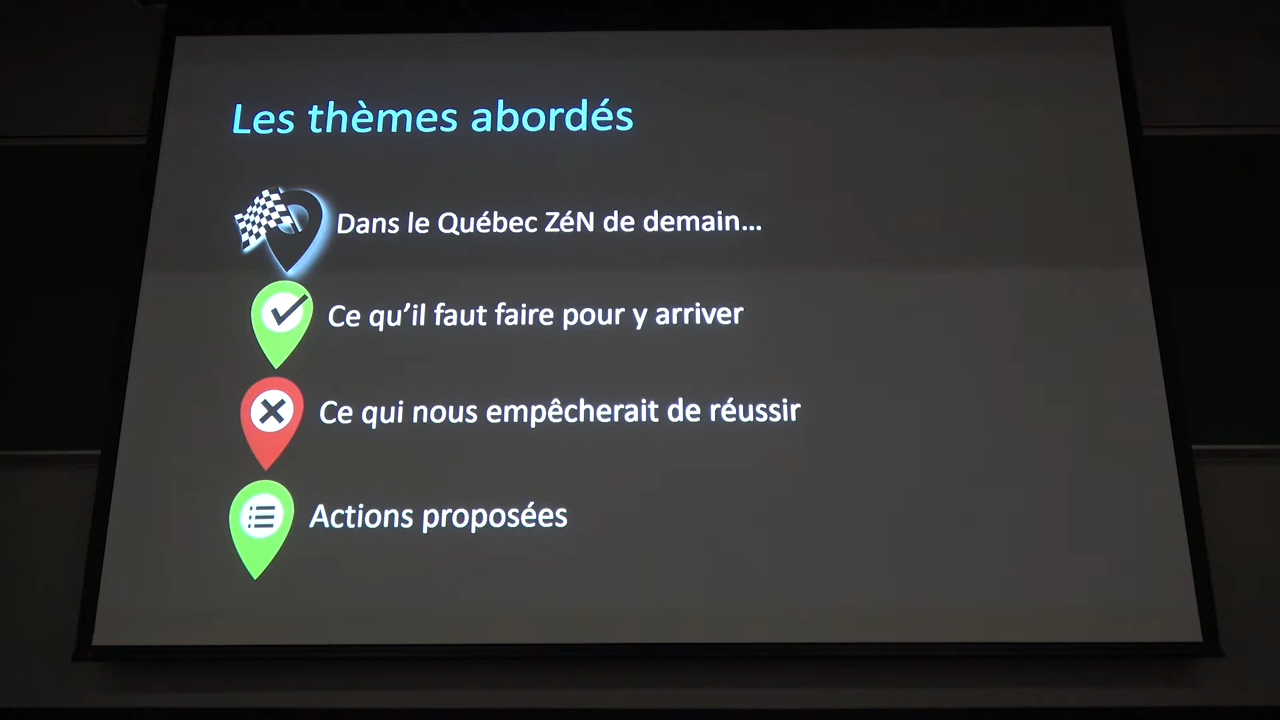 Les thèmes abordés
Dans le Québec ZéN de demain...
Ce qu’il faut faire pour y arriver
Ce qui nous empêcherait de réussir
Actions proposées